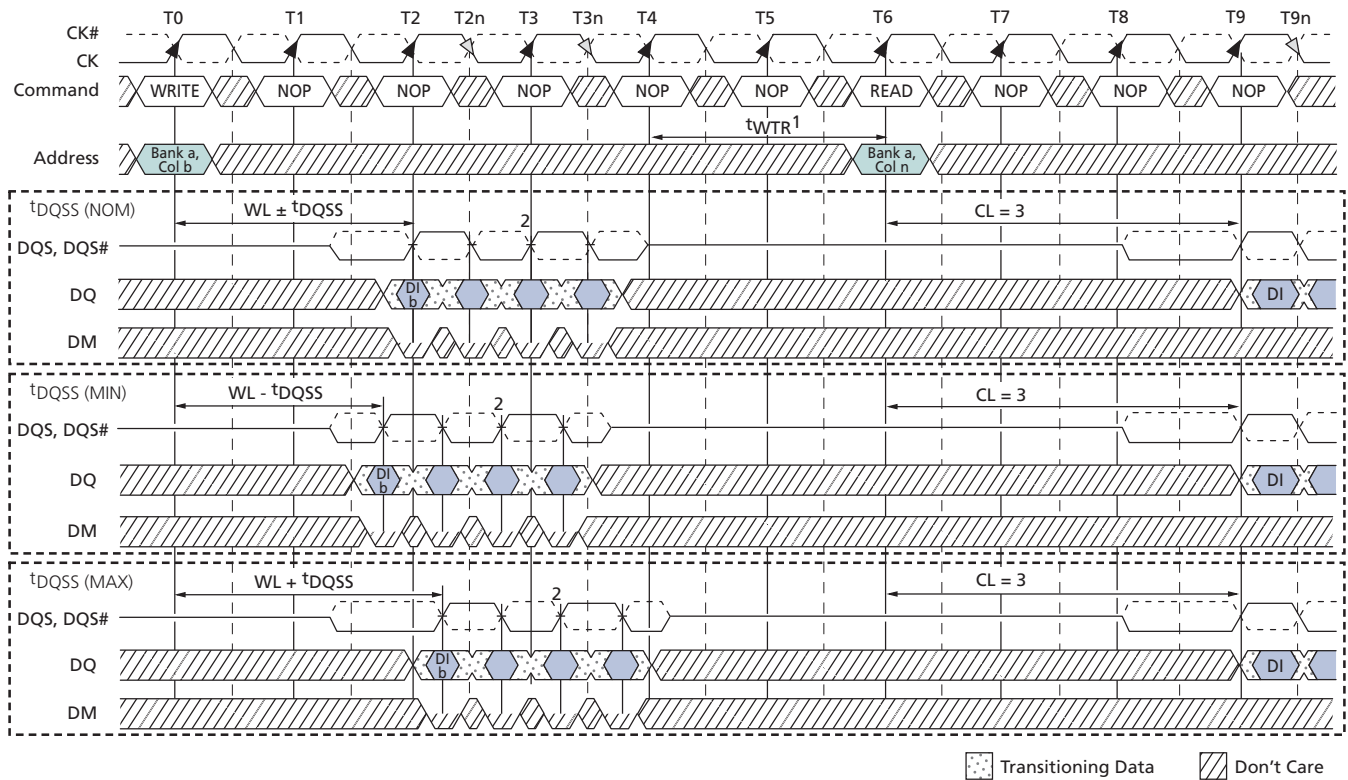 T0 T1 T2 T2n T3 T3n T4 T5 T6 T7 T8 T9 T9n
CK#
CK
Command WRITE NOP NOP NOP NOP NOP READ NOP NOP NOP
tWTR1
Address Bank a, Col b Bank a, Col n
tDQSS (NOM) WL ± tDQSS 2 CL = 3
DQS, DQS#
DQ DI b DI
DM
tDQSS (MIN) WL - tDQSS 2 CL = 3
DQS, DQS#
DQ DI b DI
DM
tDQSS (MAX) WL + tDQSS 2 CL = 3
DQS, DQS#
DQ DI b DI
DM
Transitioning Data Don't Care